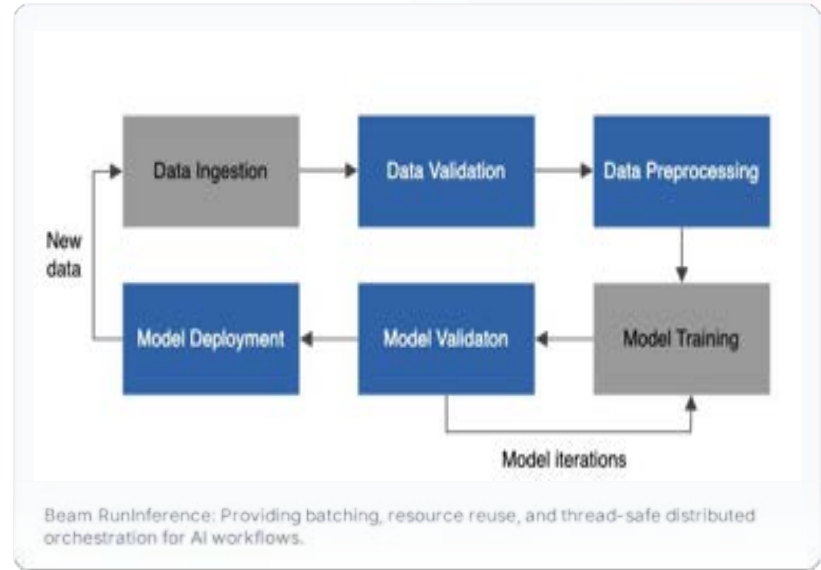 Data Ingestion
Data Validation
Data Preprocessing
New
data
Model Deployment
Model Validaton
Model Training
Model iterations
Beam RunInference: Providing batching, resource reuse, and thread-safe distributed
orchestration for AI workflows.